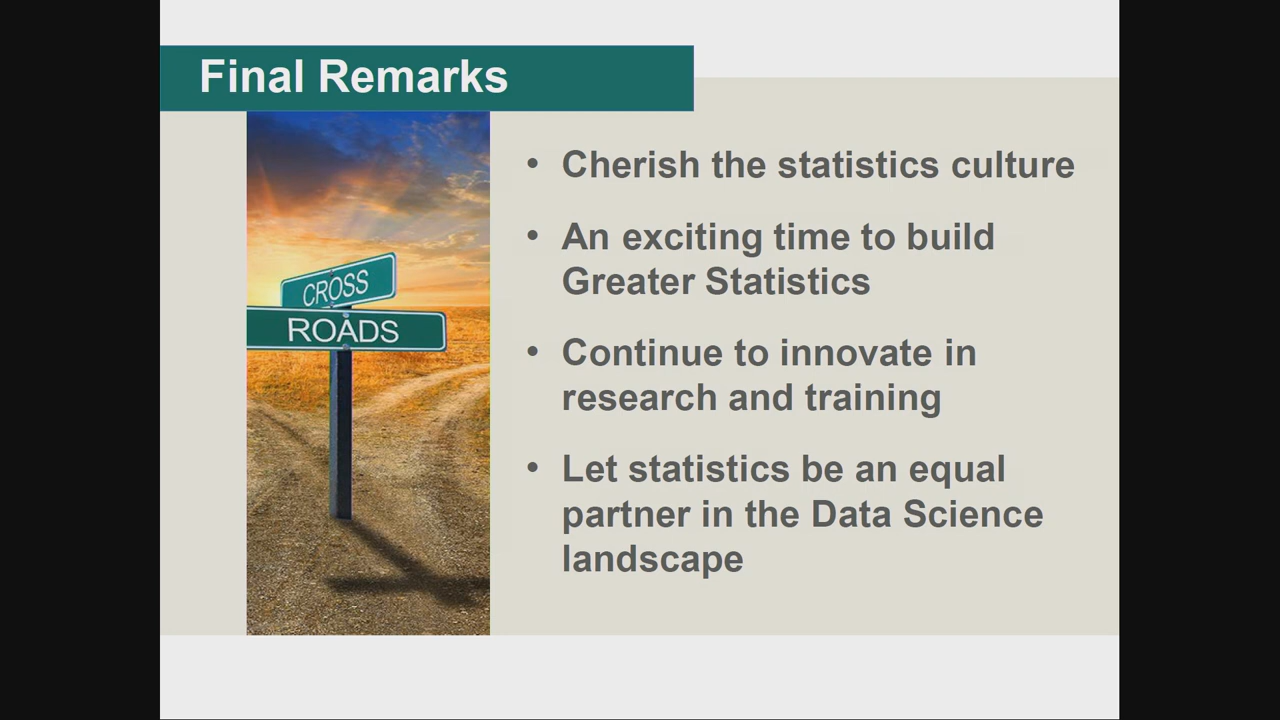 Final Remarks
CROSS
ROADS
• Cherish the statistics culture
• An exciting time to build
Greater Statistics
• Continue to innovate in
research and training
• Let statistics be an equal
partner in the Data Science
landscape